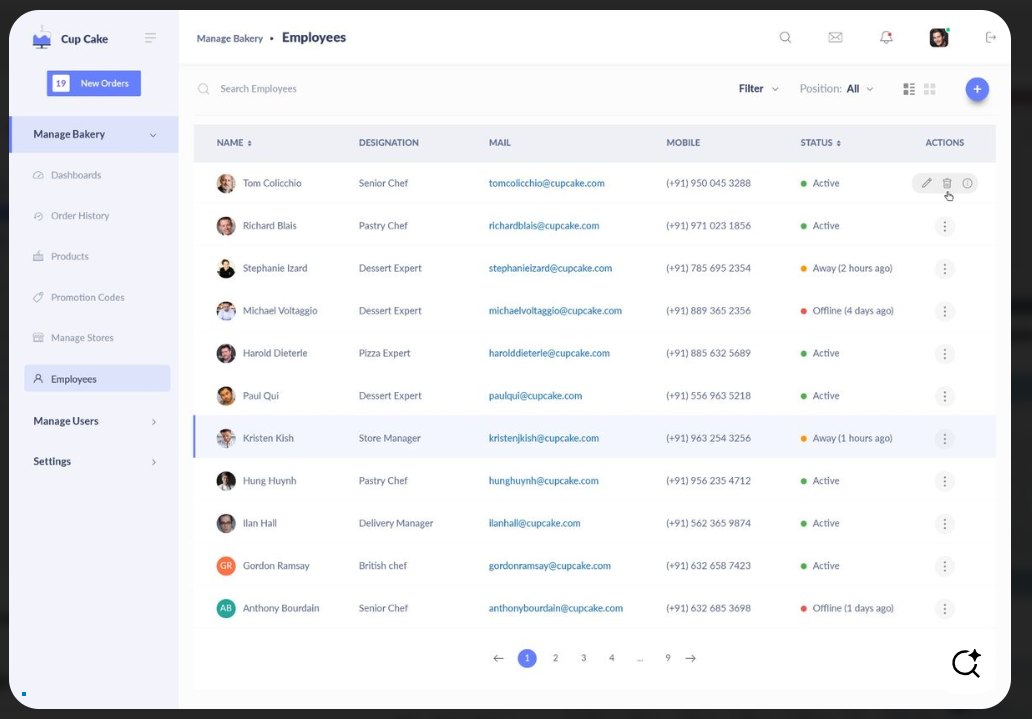 Cup Cake
19 New Orders
Manage Bakery
Dashboards
Order History
Products
Promotion Codes
Manage Stores
Employees
Manage Users
Settings
Manage Bakery • Employees
Search Employees
Filter
Position: All
NAME DESIGNATION MAIL MOBILE STATUS ACTIONS
Tom Colicchio Senior Chef tomcolicchio@cupcake.com (+91) 950 045 3288 Active
Richard Blais Pastry Chef richardblais@cupcake.com (+91) 971 023 1856 Active
Stephanie Izard Dessert Expert stephanieizard@cupcake.com (+91) 785 695 2354 Away (2 hours ago)
Michael Voltaggio Dessert Expert michaelvoltaggio@cupcake.com (+91) 889 365 2356 Offline (4 days ago)
Harold Dieterle Pizza Expert harolddieterle@cupcake.com (+91) 885 632 5689 Active
Paul Qui Dessert Expert paulqui@cupcake.com (+91) 556 963 5218 Active
Kristen Kish Store Manager kristenjkish@cupcake.com (+91) 963 254 3256 Away (1 hours ago)
Hung Huynh Pastry Chef hunghuynh@cupcake.com (+91) 956 235 4712 Active
Ilan Hall Delivery Manager ilanhall@cupcake.com (+91) 562 365 9874 Active
GR Gordon Ramsay British chef gordonramsay@cupcake.com (+91) 632 658 7423 Active
AB Anthony Bourdain Senior Chef anthonybourdain@cupcake.com (+91) 632 685 3698 Offline (1 days ago)
← 1 2 3 4 ... 9 →